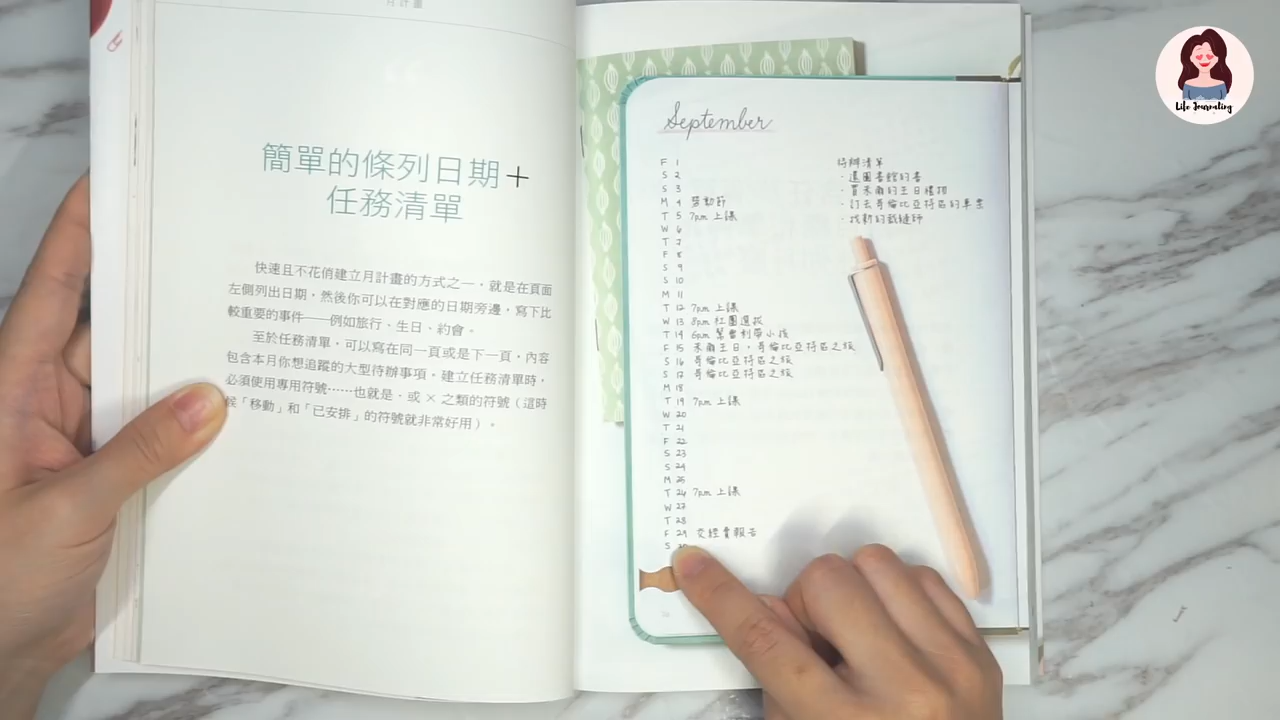 月計畫
簡單的條列日期+
任務清單
快速且不花俏建立月計畫的方式之一，就是在頁面
左側列出日期，然後你可以在對應的日期旁邊，寫下比
較重要的事件——例如旅行、生日、約會。
至於任務清單，可以寫在同一頁或是下一頁，內容
包含本月你想追蹤的大型待辦事項。建立任務清單時，
必須使用專用符號……也就是·或 × 之類的符號（這時
候「移動」和「已安排」的符號就非常好用）。
September
F 1
S 2
S 3
M 4 勞動節
T 5 7pm 上課
W 6
T 7
F 8
S 9
S 10
M 11
T 12 7pm 上課
W 13 8pm 社團選拔
T 14 6pm 幫雷利帶小孩
F 15 米爾生日，哥倫比亞特區之旅
S 16 哥倫比亞特區之旅
S 17 哥倫比亞特區之旅
M 18
T 19 7pm 上課
W 20
T 21
F 22
S 23
S 24
M 25
T 26 7pm 上課
W 27
T 28
F 29 交經費報告
S 30
待辦清單
· 還圖書館的書
· 買米爾的生日禮物
· 訂去哥倫比亞特區的車票
· 找新的裁縫師
Life Journaling